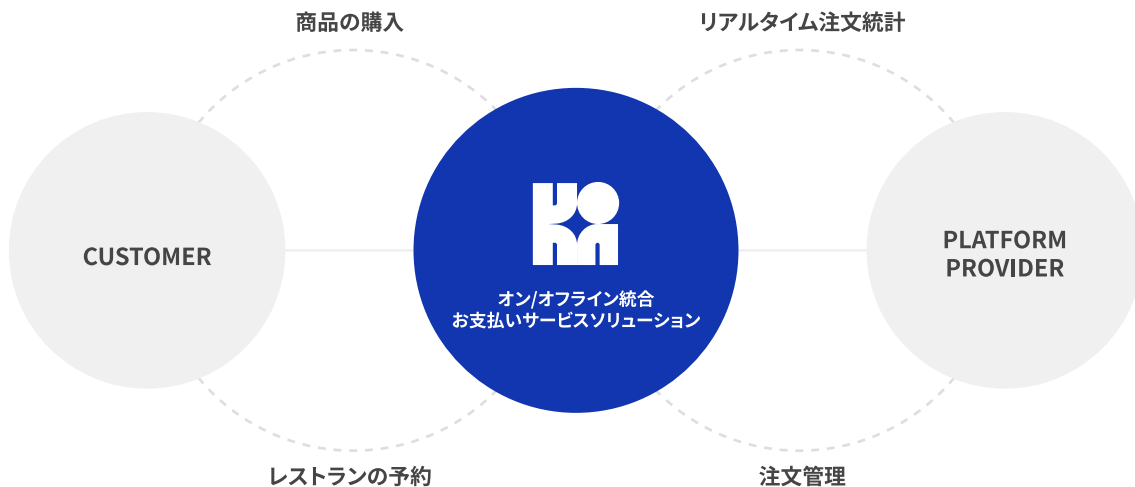 商品の購入
リアルタイム注文統計
CUSTOMER
オン/オフライン統合
お支払いサービスソリューション
PLATFORM
PROVIDER
レストランの予約
注文管理